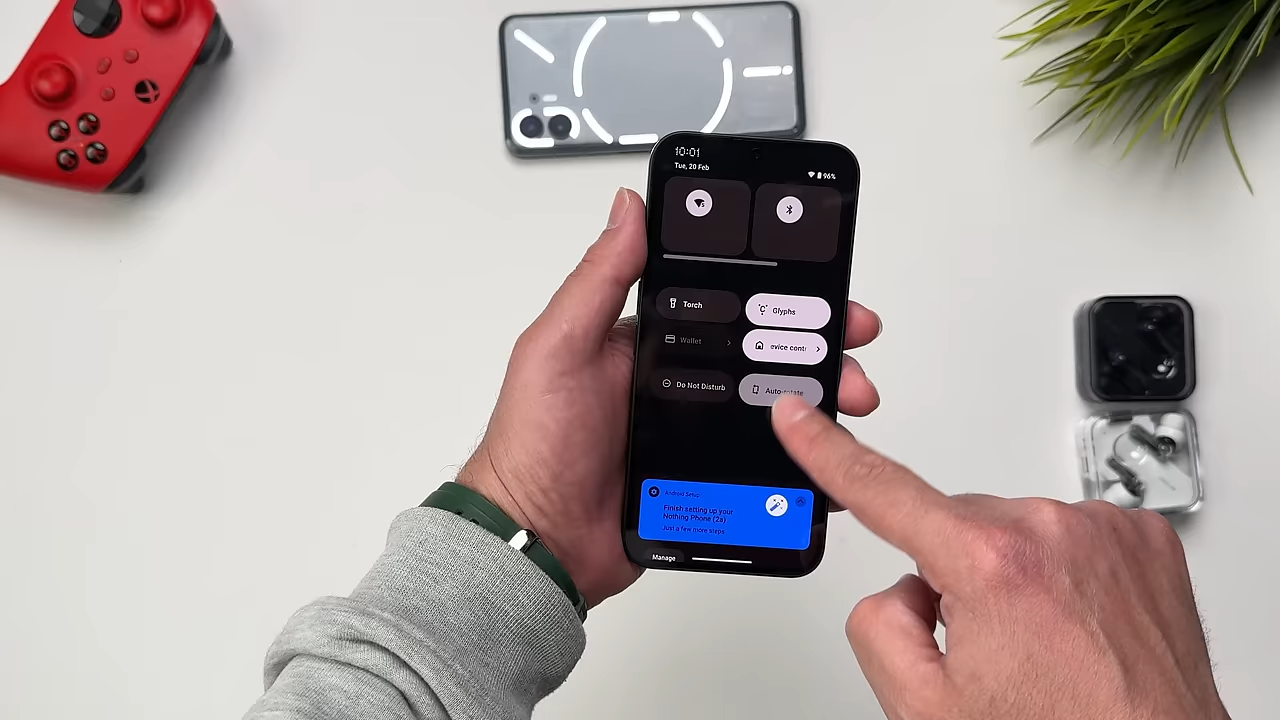 10:01
Tue, 20 Feb
96%
Torch
Glyphs
Wallet
evice contr
Do Not Disturb
Auto-rotate
Android Setup
Finish setting up your
Nothing Phone (2a)
Just a few more steps
Manage